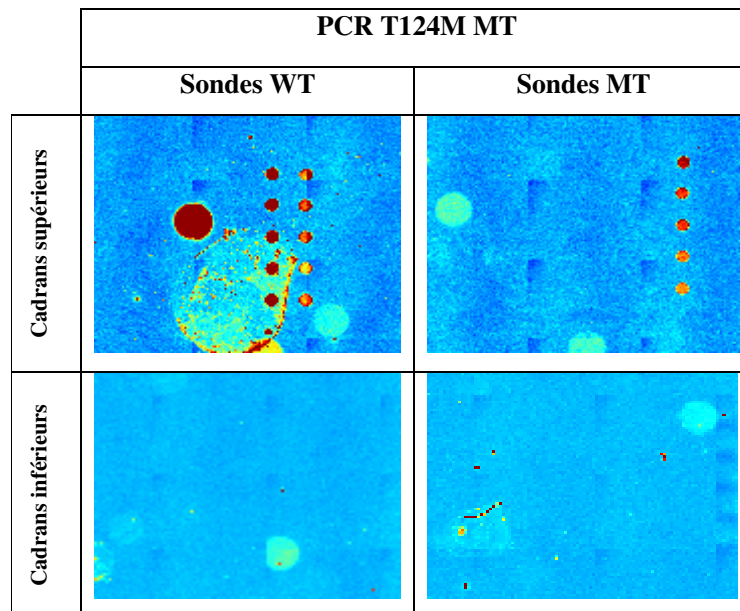 PCR T124M MT
Sondes WT
Sondes MT
Cadrans supérieurs
Cadrans inférieurs